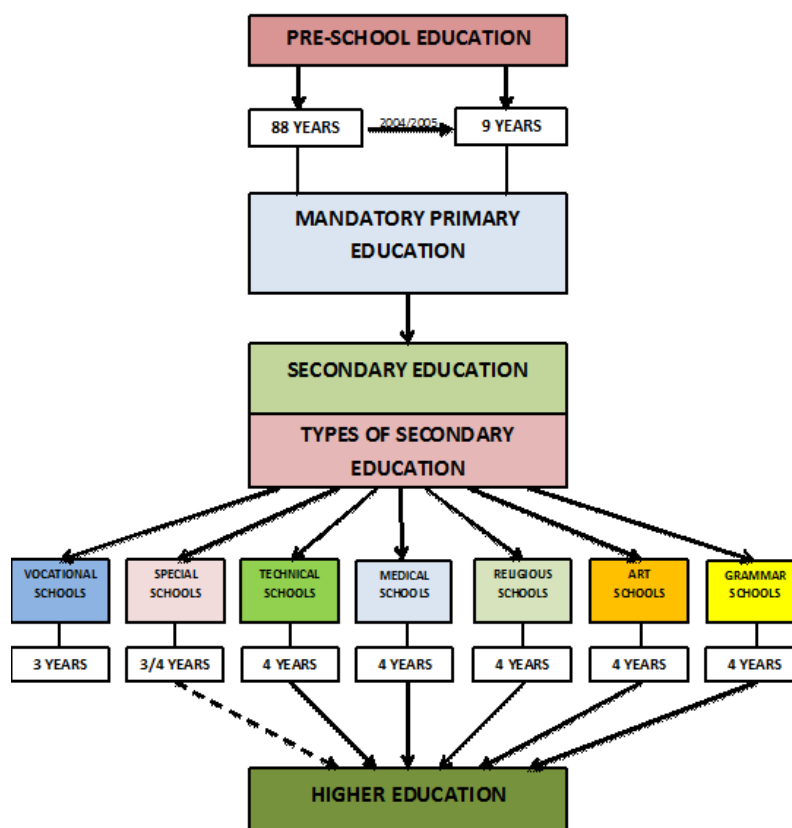 PRE-SCHOOL EDUCATION
88 YEARS
2004/2005
9 YEARS
MANDATORY PRIMARY
EDUCATION
SECONDARY EDUCATION
TYPES OF SECONDARY
EDUCATION
VOCATIONAL
SCHOOLS
SPECIAL
SCHOOLS
TECHNICAL
SCHOOLS
MEDICAL
SCHOOLS
RELIGIOUS
SCHOOLS
ART
SCHOOLS
GRAMMAR
SCHOOLS
3 YEARS
3/4 YEARS
4 YEARS
4 YEARS
4 YEARS
4 YEARS
4 YEARS
HIGHER EDUCATION